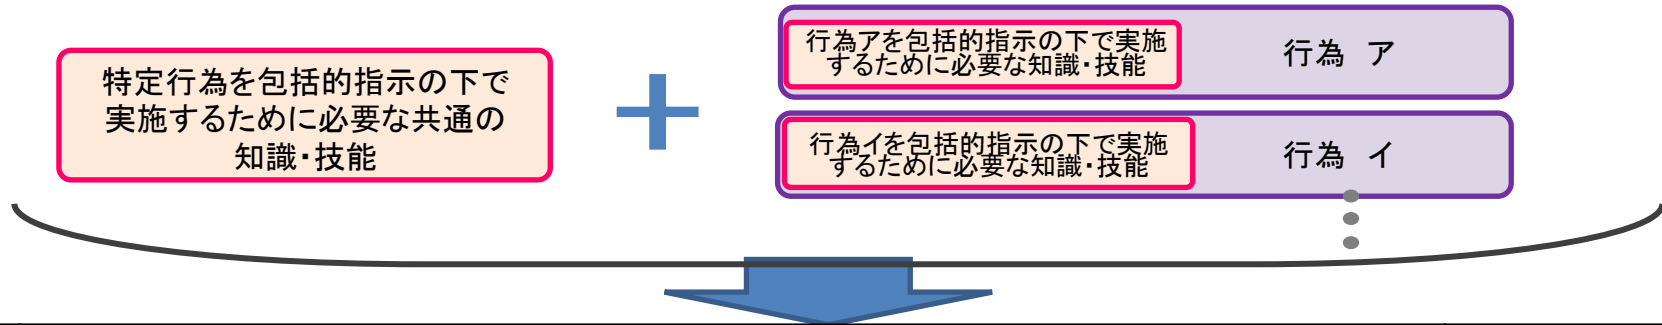 特定行為を包括的指示の下で
実施するために必要な共通の
知識・技能
行為アを包括的指示の下で実施
するために必要な知識・技能
行為 ア
行為イを包括的指示の下で実施
するために必要な知識・技能
行為 イ